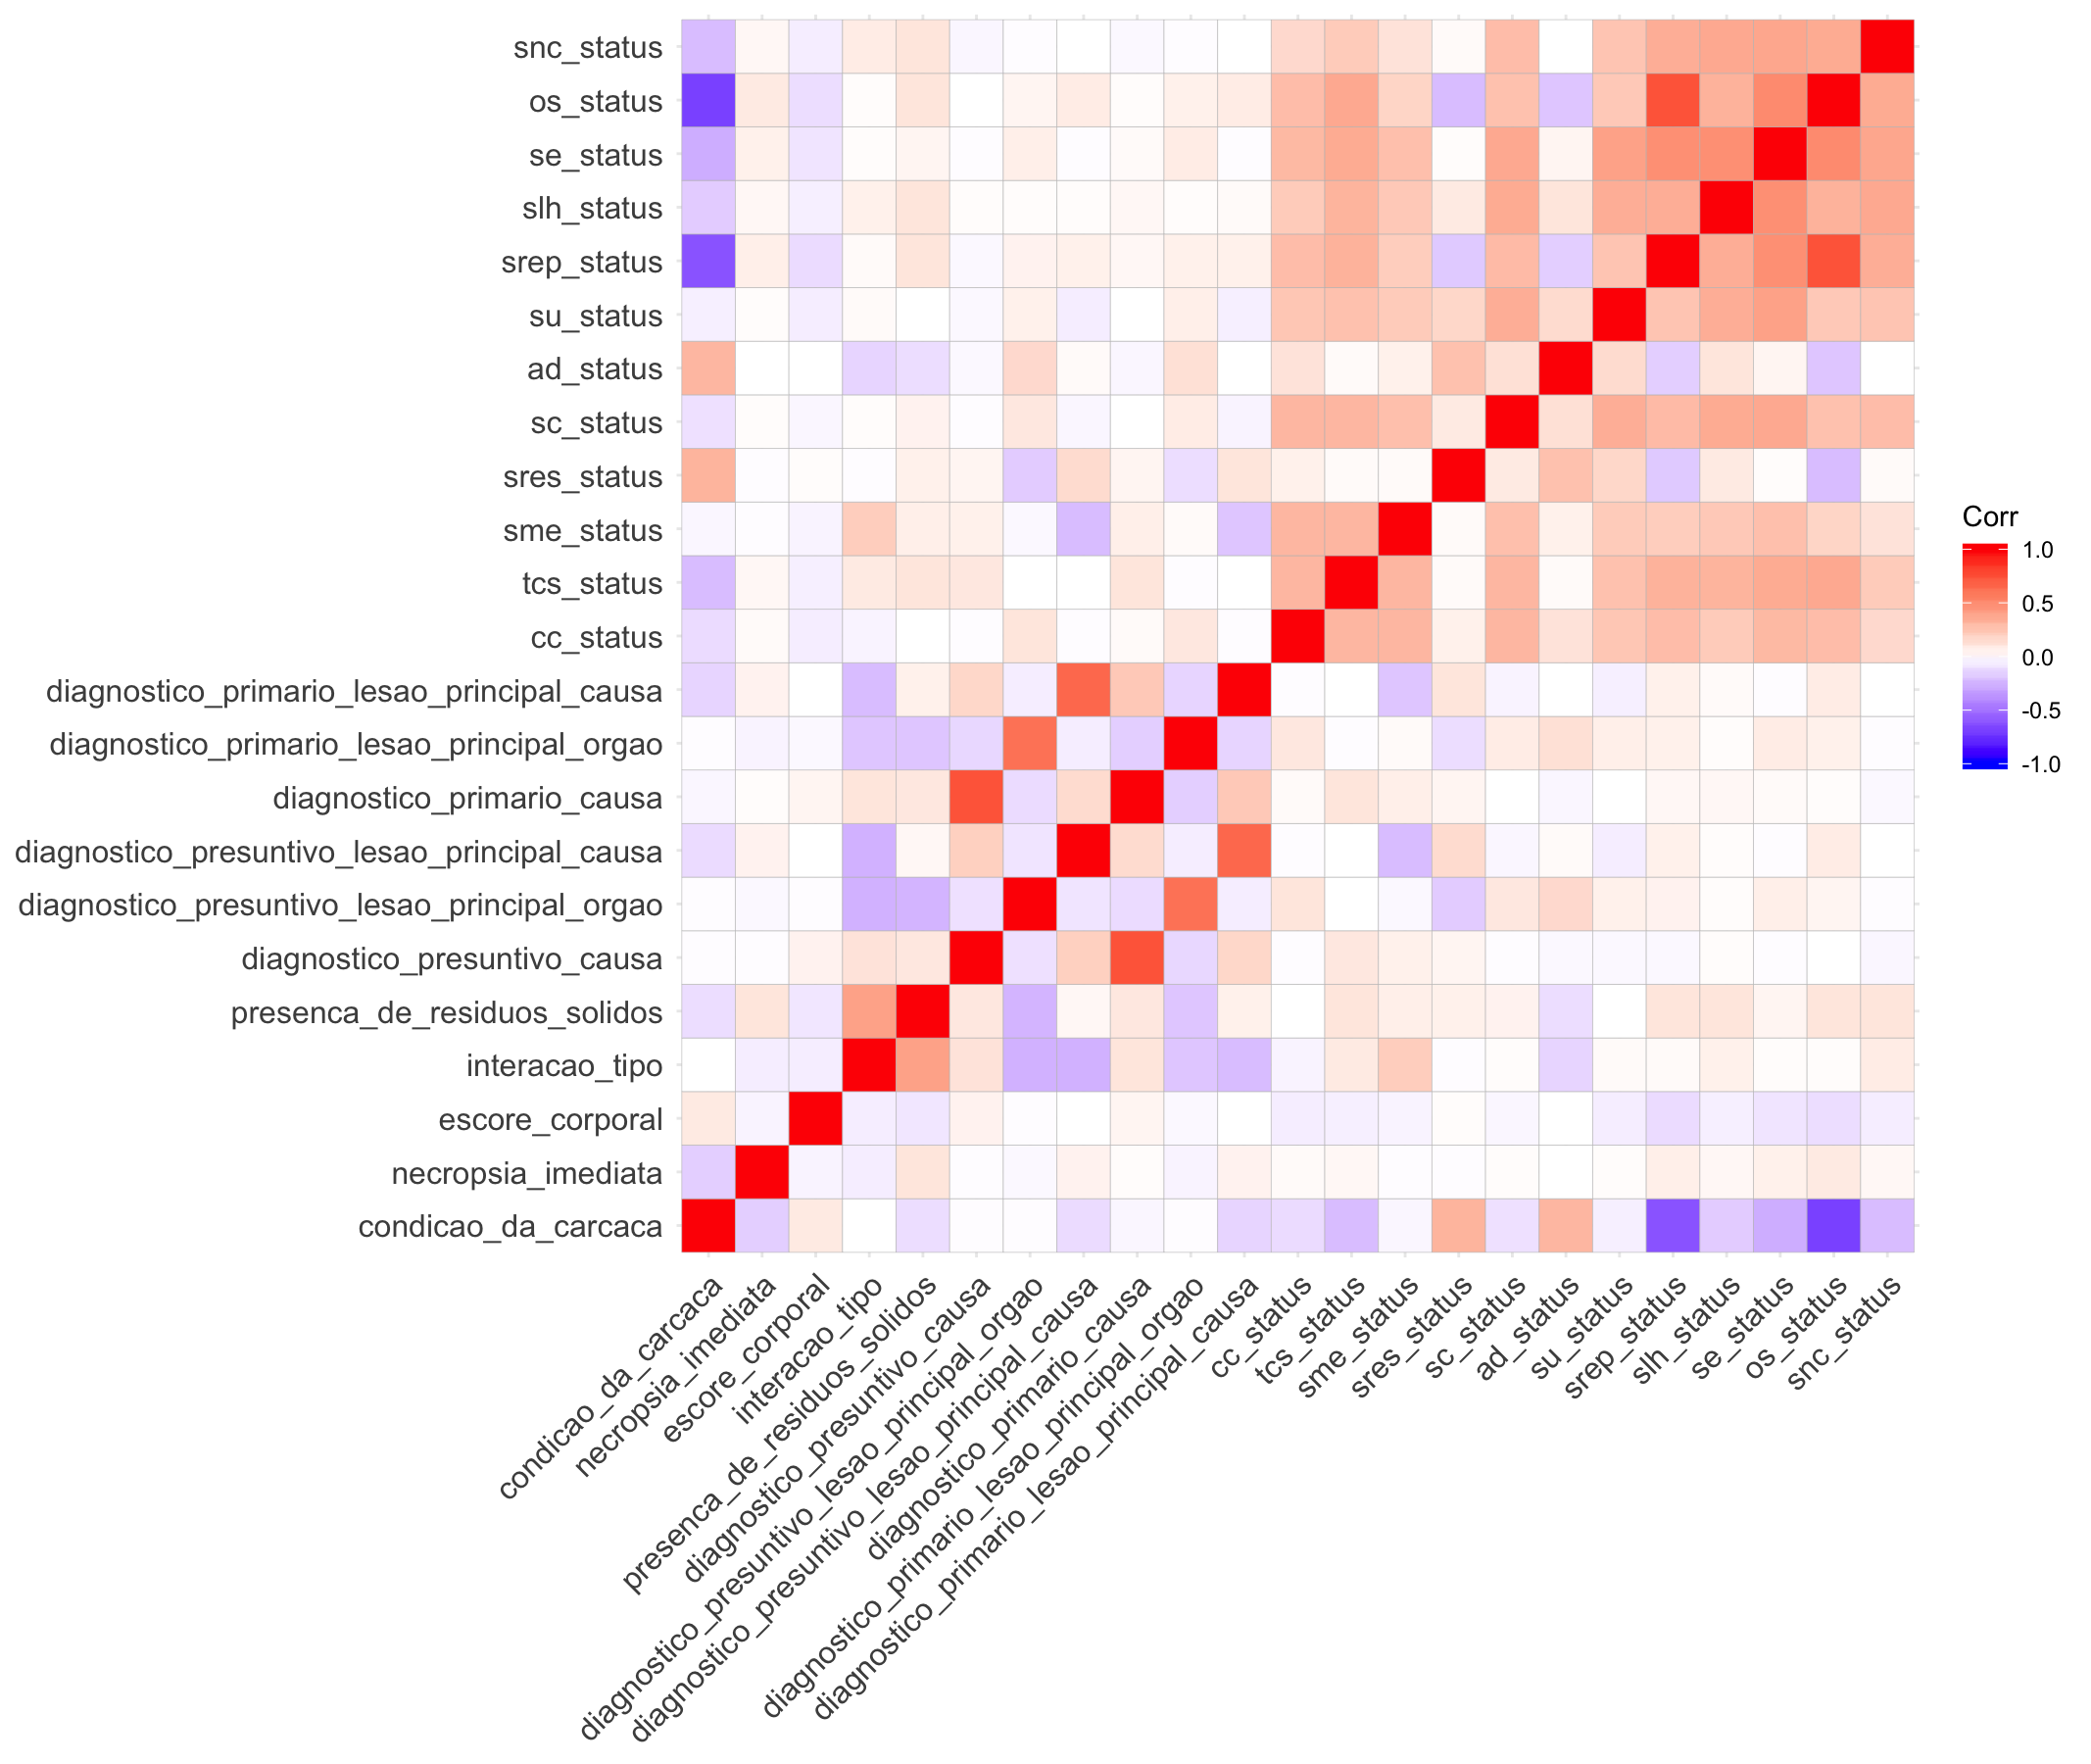 snc_status
os_status
se_status
slh_status
srep_status
su_status
ad_status
sc_status
sres_status
sme_status
tcs_status
cc_status
diagnostico_primario_lesao_principal_causa
diagnostico_primario_lesao_principal_orgao
diagnostico_primario_causa
diagnostico_presuntivo_lesao_principal_causa
diagnostico_presuntivo_lesao_principal_orgao
diagnostico_presuntivo_causa
presenca_de_residuos_solidos
interacao_tipo
escore_corporal
necropsia_imediata
condicao_da_carcaca
condicao_da_carcaca
necropsia_imediata
escore_corporal
interacao_tipo
presenca_de_residuos_solidos
diagnostico_presuntivo_causa
diagnostico_presuntivo_lesao_principal_orgao
diagnostico_presuntivo_lesao_principal_causa
diagnostico_primario_causa
diagnostico_primario_lesao_principal_orgao
diagnostico_primario_lesao_principal_causa
cc_status
tcs_status
sme_status
sres_status
sc_status
ad_status
su_status
srep_status
slh_status
se_status
os_status
snc_status
Corr
1.0
0.5
0.0
-0.5
-1.0